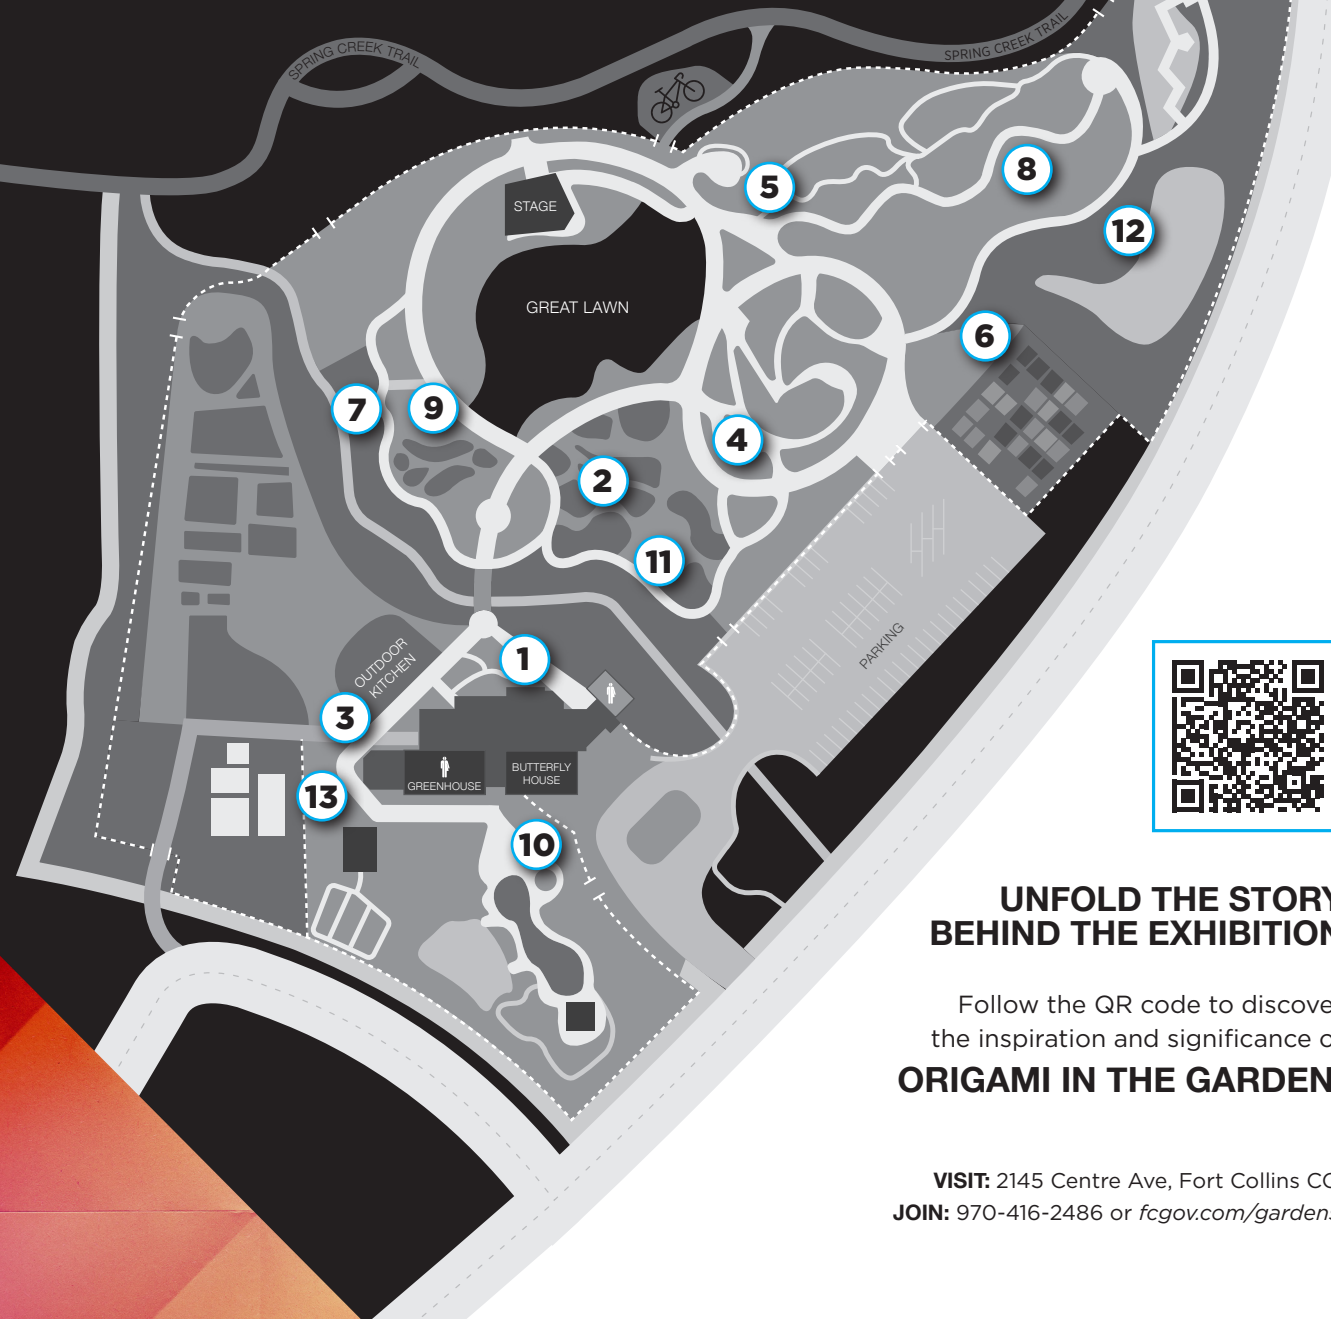 SPRING CREEK TRAIL
SPRING CREEK TRAIL
5
8
STAGE
12
GREAT LAWN
6
7
9
4
2
11
PARKING
OUTDOOR
KITCHEN
1
3
GREENHOUSE
BUTTERFLY
HOUSE
13
10
UNFOLD THE STORY
BEHIND THE EXHIBITION
Follow the QR code to discove
the inspiration and significance o
ORIGAMI IN THE GARDEN
VISIT: 2145 Centre Ave, Fort Collins CO
JOIN: 970-416-2486 or fcgov.com/gardens